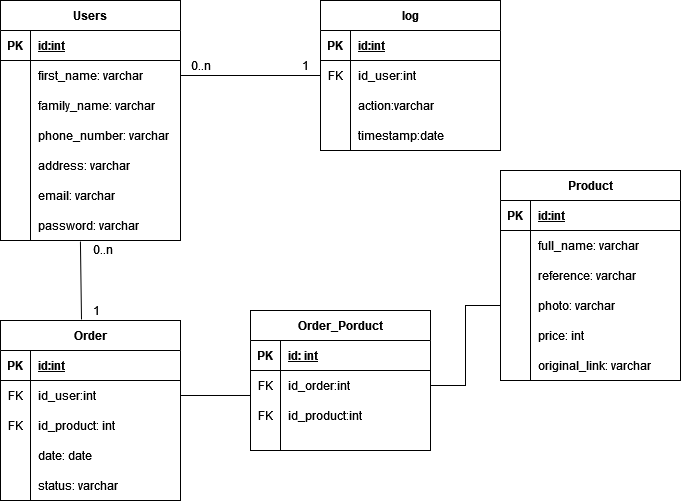 Users
PK id:int
first_name: varchar
family_name: varchar
phone_number: varchar
address: varchar
email: varchar
password: varchar
0..n
1
log
PK id:int
FK id_user:int
action:varchar
timestamp:date
Product
PK id:int
full_name: varchar
reference: varchar
photo: varchar
price: int
original_link: varchar
0..n
1
Order
PK id:int
FK id_user:int
FK id_product: int
date: date
status: varchar
Order_Porduct
PK id: int
FK id_order:int
FK id_product:int